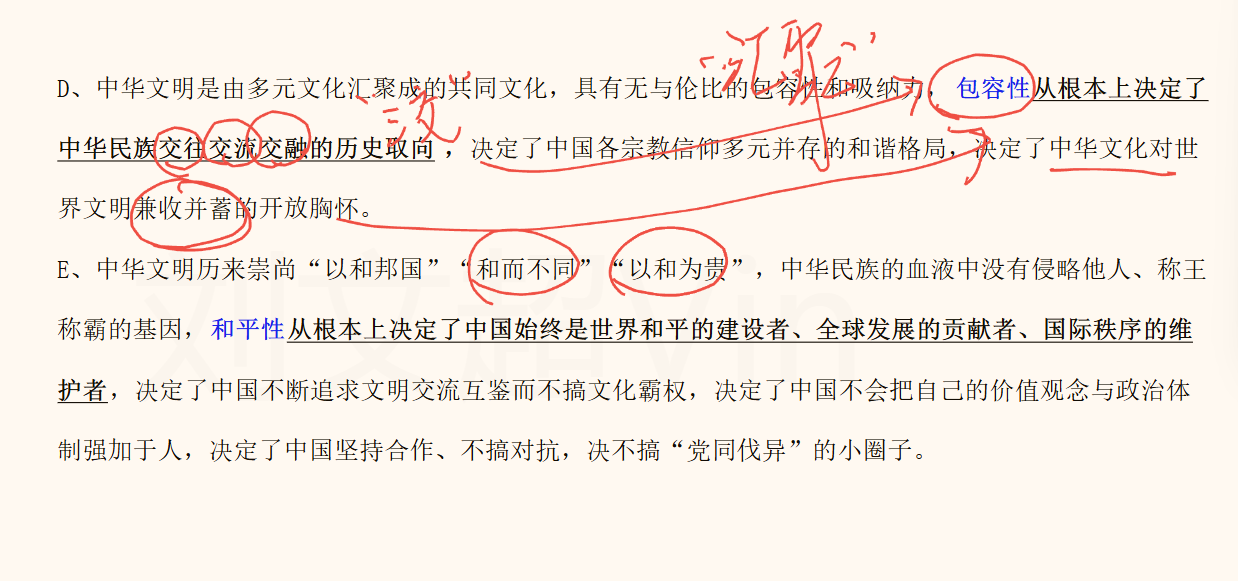 “汇聚”
D、中华文明是由多元文化汇聚成的共同文化，具有无与伦比的包容性和吸纳力， 包容性从根本上决定了
“三交”
中华民族交往交流交融的历史取向 ，决定了中国各宗教信仰多元并存的和谐格局，决定了中华文化对世
界文明兼收并蓄的开放胸怀。
E、中华文明历来崇尚“以和邦国”“和而不同”“以和为贵”，中华民族的血液中没有侵略他人、称王
称霸的基因，和平性从根本上决定了中国始终是世界和平的建设者、全球发展的贡献者、国际秩序的维
护者，决定了中国不断追求文明交流互鉴而不搞文化霸权，决定了中国不会把自己的价值观念与政治体
制强加于人，决定了中国坚持合作、不搞对抗，决不搞“党同伐异”的小圈子。